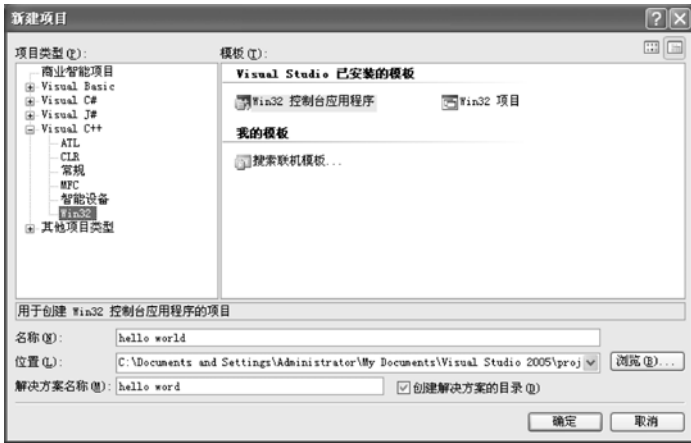 新建项目
项目类型(P):
模板(T):
商业智能项目
Visual Basic
Visual C#
Visual J#
Visual C++
ATL
CLR
常规
MFC
智能设备
Win32
其他项目类型
Visual Studio 已安装的模板
Win32 控制台应用程序
Win32 项目
我的模板
搜索联机模板...
用于创建 Win32 控制台应用程序的项目
名称(N): hello world
位置(L): C:\Documents and Settings\Administrator\My Documents\Visual Studio 2005\proj 浏览(B)...
解决方案名称(M): hello word 创建解决方案的目录(D)
确定 取消